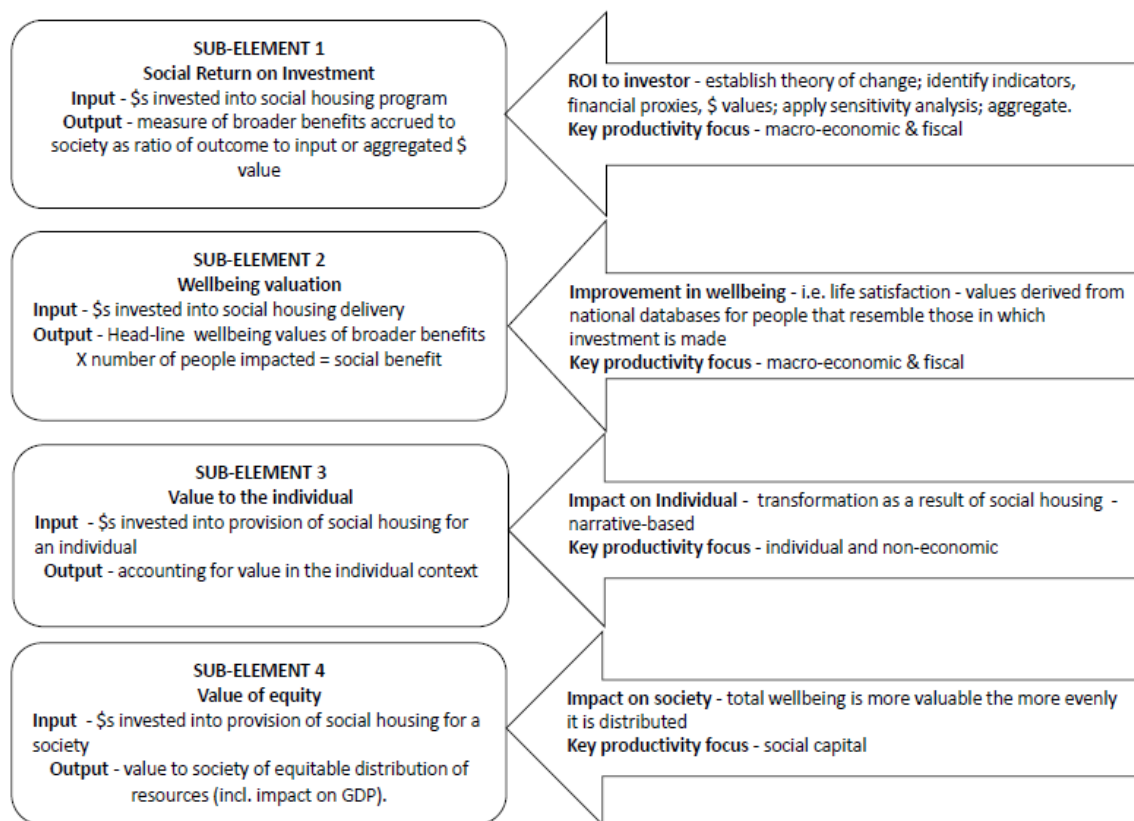 SUB-ELEMENT 1
Social Return on Investment
Input - $s invested into social housing program
Output - measure of broader benefits accrued to
society as ratio of outcome to input or aggregated $
value
ROI to investor - establish theory of change; identify indicators,
financial proxies, $ values; apply sensitivity analysis; aggregate.
Key productivity focus - macro-economic & fiscal
SUB-ELEMENT 2
Wellbeing valuation
Input - $s invested into social housing delivery
Output - Head-line wellbeing values of broader benefits
X number of people impacted = social benefit
Improvement in wellbeing - i.e. life satisfaction - values derived from
national databases for people that resemble those in which
investment is made
Key productivity focus - macro-economic & fiscal
SUB-ELEMENT 3
Value to the individual
Input - $s invested into provision of social housing for
an individual
Output - accounting for value in the individual context
Impact on Individual - transformation as a result of social housing -
narrative-based
Key productivity focus - individual and non-economic
SUB-ELEMENT 4
Value of equity
Input - $s invested into provision of social housing for a
society
Output - value to society of equitable distribution of
resources (incl. impact on GDP).
Impact on society - total wellbeing is more valuable the more evenly
it is distributed
Key productivity focus - social capital